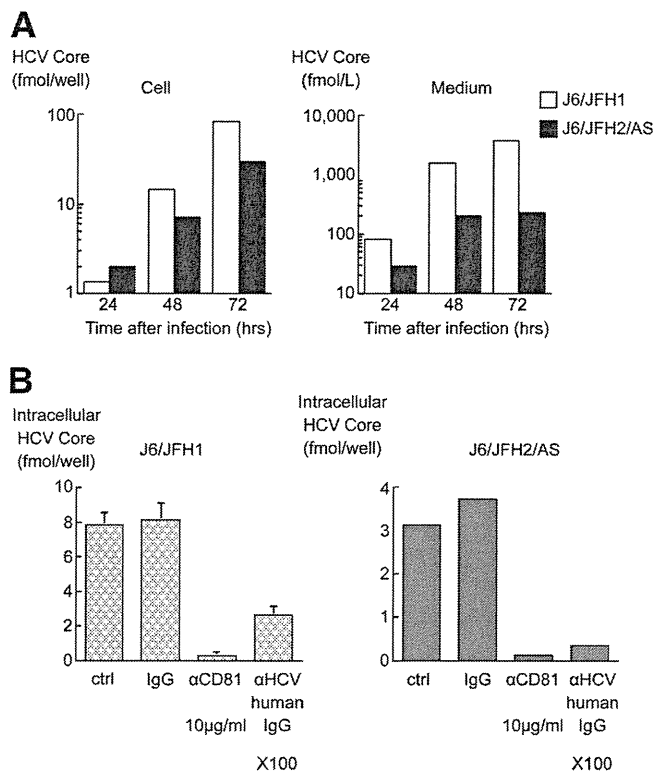 A
HCV Core
(fmol/well)
Cell
100
10
1
24 48 72
Time after infection (hrs)
HCV Core
(fmol/L)
Medium
10,000
1,000
100
10
24 48 72
Time after infection (hrs)
J6/JFH1
J6/JFH2/AS
B
Intracellular
HCV Core
(fmol/well)
J6/JFH1
10
8
6
4
2
0
ctrl IgG αCD81 αHCV
human
10μg/ml IgG
X100
Intracellular
HCV Core
(fmol/well)
J6/JFH2/AS
4
3
2
1
0
ctrl IgG αCD81 αHCV
human
10μg/ml IgG
X100